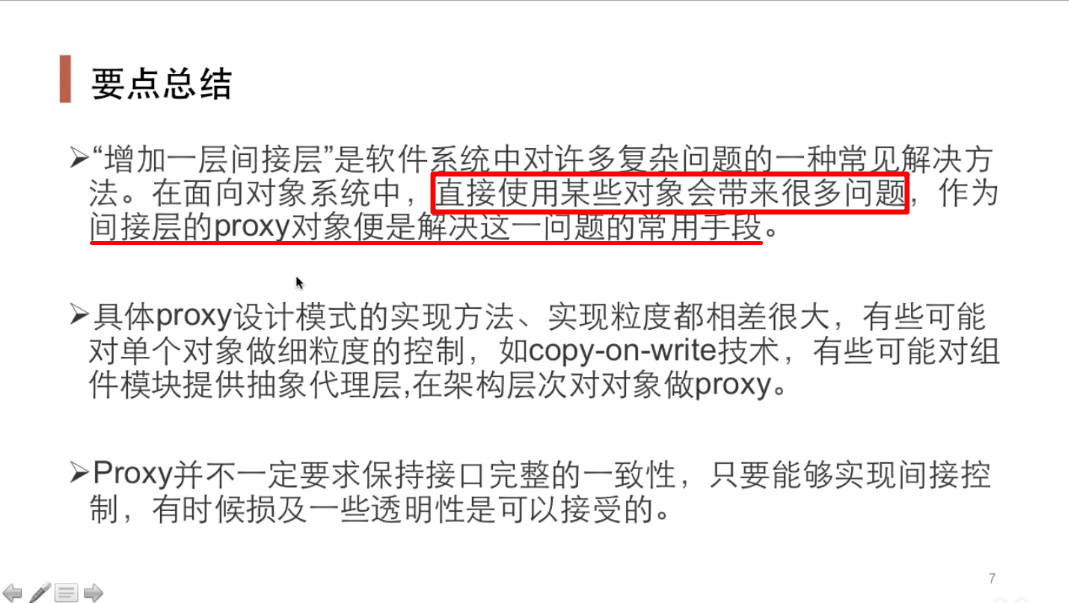 要点总结
➢“增加一层间接层”是软件系统中对许多复杂问题的一种常见解决方
法。在面向对象系统中，直接使用某些对象会带来很多问题，作为
间接层的proxy对象便是解决这一问题的常用手段。
➢具体proxy设计模式的实现方法、实现粒度都相差很大，有些可能
对单个对象做细粒度的控制，如copy-on-write技术，有些可能对组
件模块提供抽象代理层,在架构层次对对象做proxy。
➢Proxy并不一定要求保持接口完整的一致性，只要能够实现间接控
制，有时候损及一些透明性是可以接受的。
7